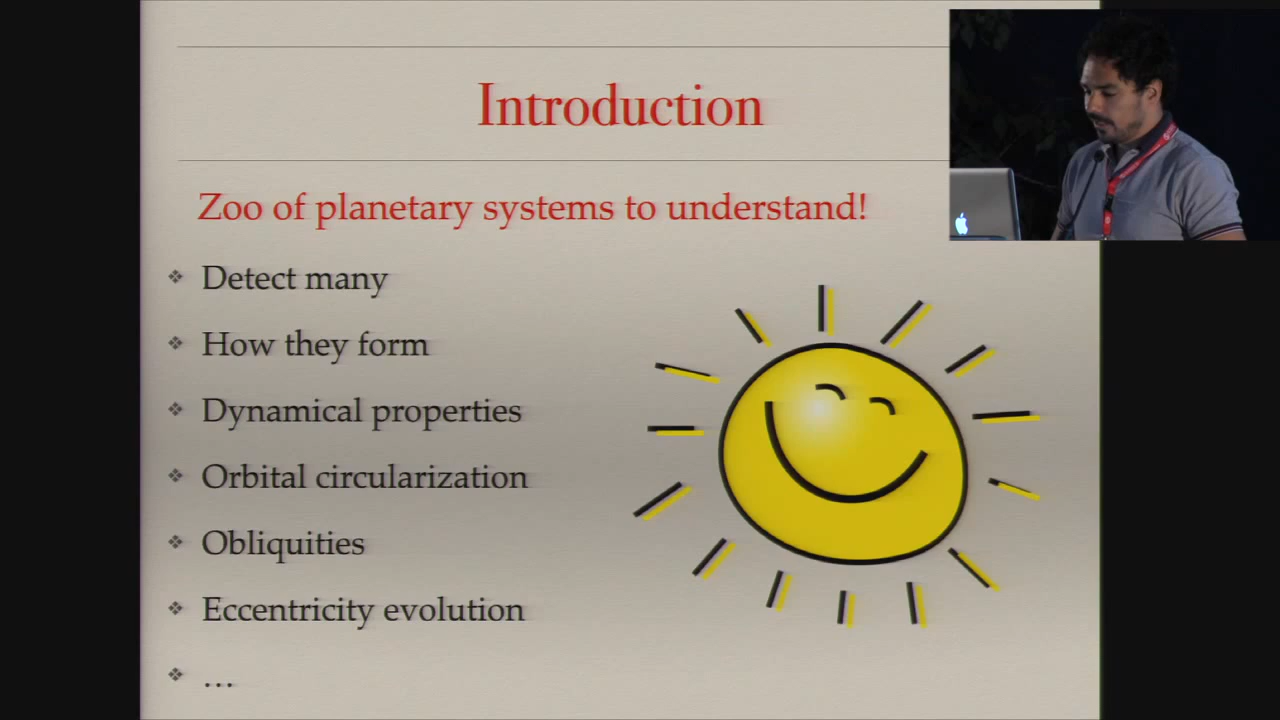 Introduction
Zoo of planetary systems to understand!
Detect many
How they form
Dynamical properties
Orbital circularization
Obliquities
Eccentricity evolution
…